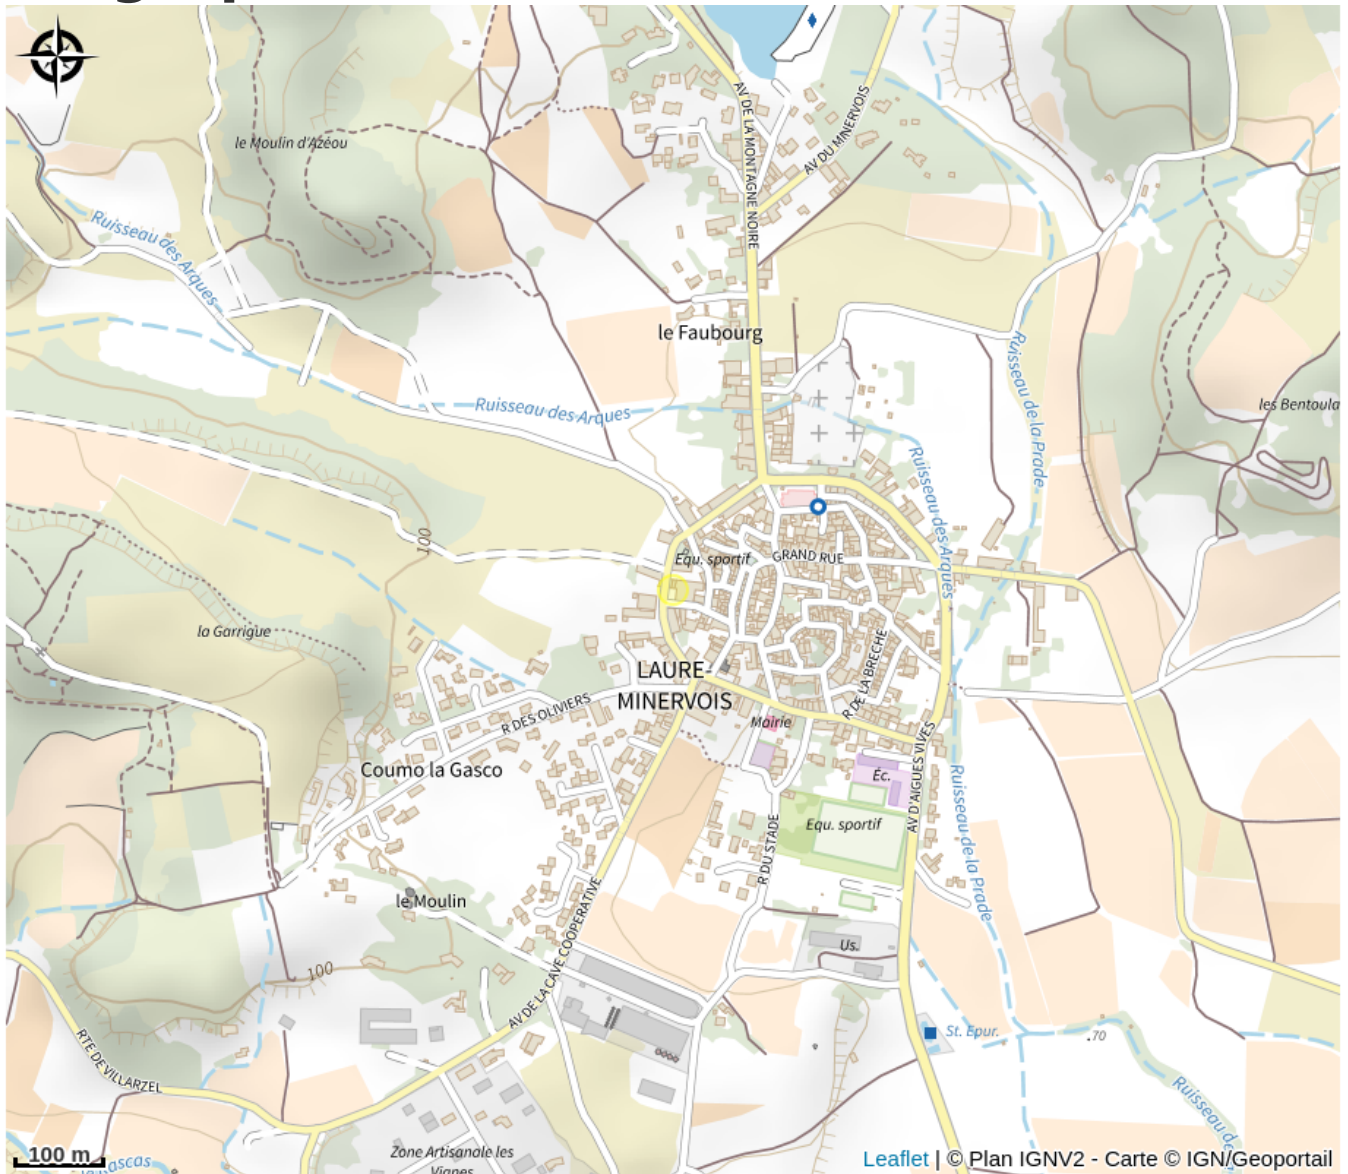 le Moulin d'Azéou
AV DE LA MONTAGNE NOIRE
AV DU MINERVOIS
Ruisseau des Arques
le Faubourg
Ruisseau de la Prade
les Bentoula
Ruisseau des Arques
Ruisseau des Arques
100
Equ. sportif
GRAND RUE
la Garrigue
LAURE-
MINERVOIS
R DE LA BRECHE
R DES OLIVIERS
Mairie
Coumo la Gasco
Éc.
AV D'AIGUES VIVES
Equ. sportif
R DU STADE
Ruisseau de la Prade
le Moulin
Us.
100
AV DE LA CAVE COOPERATIVE
St. Epur.
.70
RTE DE VILLARZEL
Ruisseau de
Zone Artisanale les
Vignes
100 m
Rascas
Leaflet | © Plan IGNV2 - Carte © IGN/Geoportail